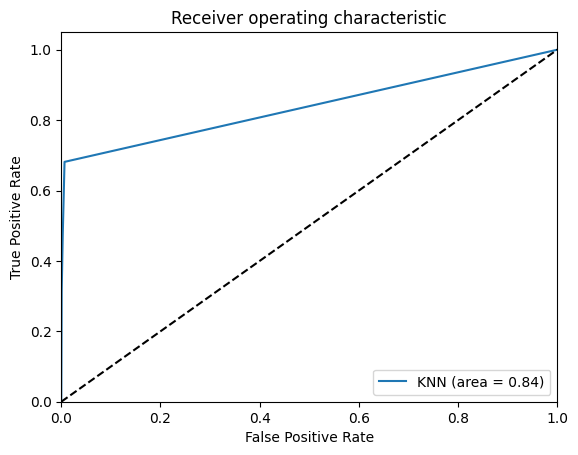 Receiver operating characteristic
1.0
0.8
0.6
0.4
0.2
0.0
True Positive Rate
KNN (area = 0.84)
0.0 0.2 0.4 0.6 0.8 1.0
False Positive Rate